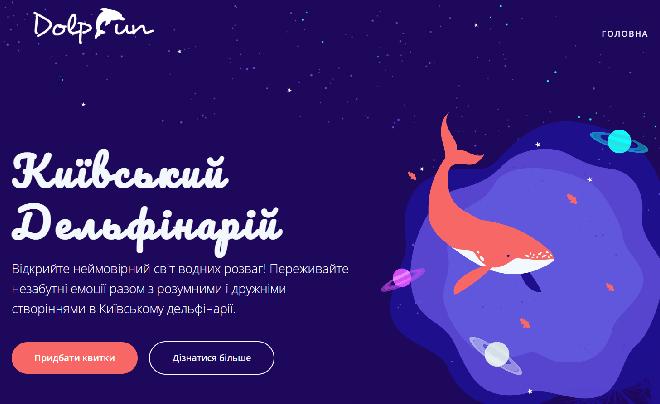 Dolphun
ГОЛОВНА
Київський
Дельфінарій
Відкрийте неймовірний світ водних розваг! Переживайте
незабутні емоції разом з розумними і дружніми
створіннями в Київському дельфінарії.
Придбати квитки
Дізнатися більше